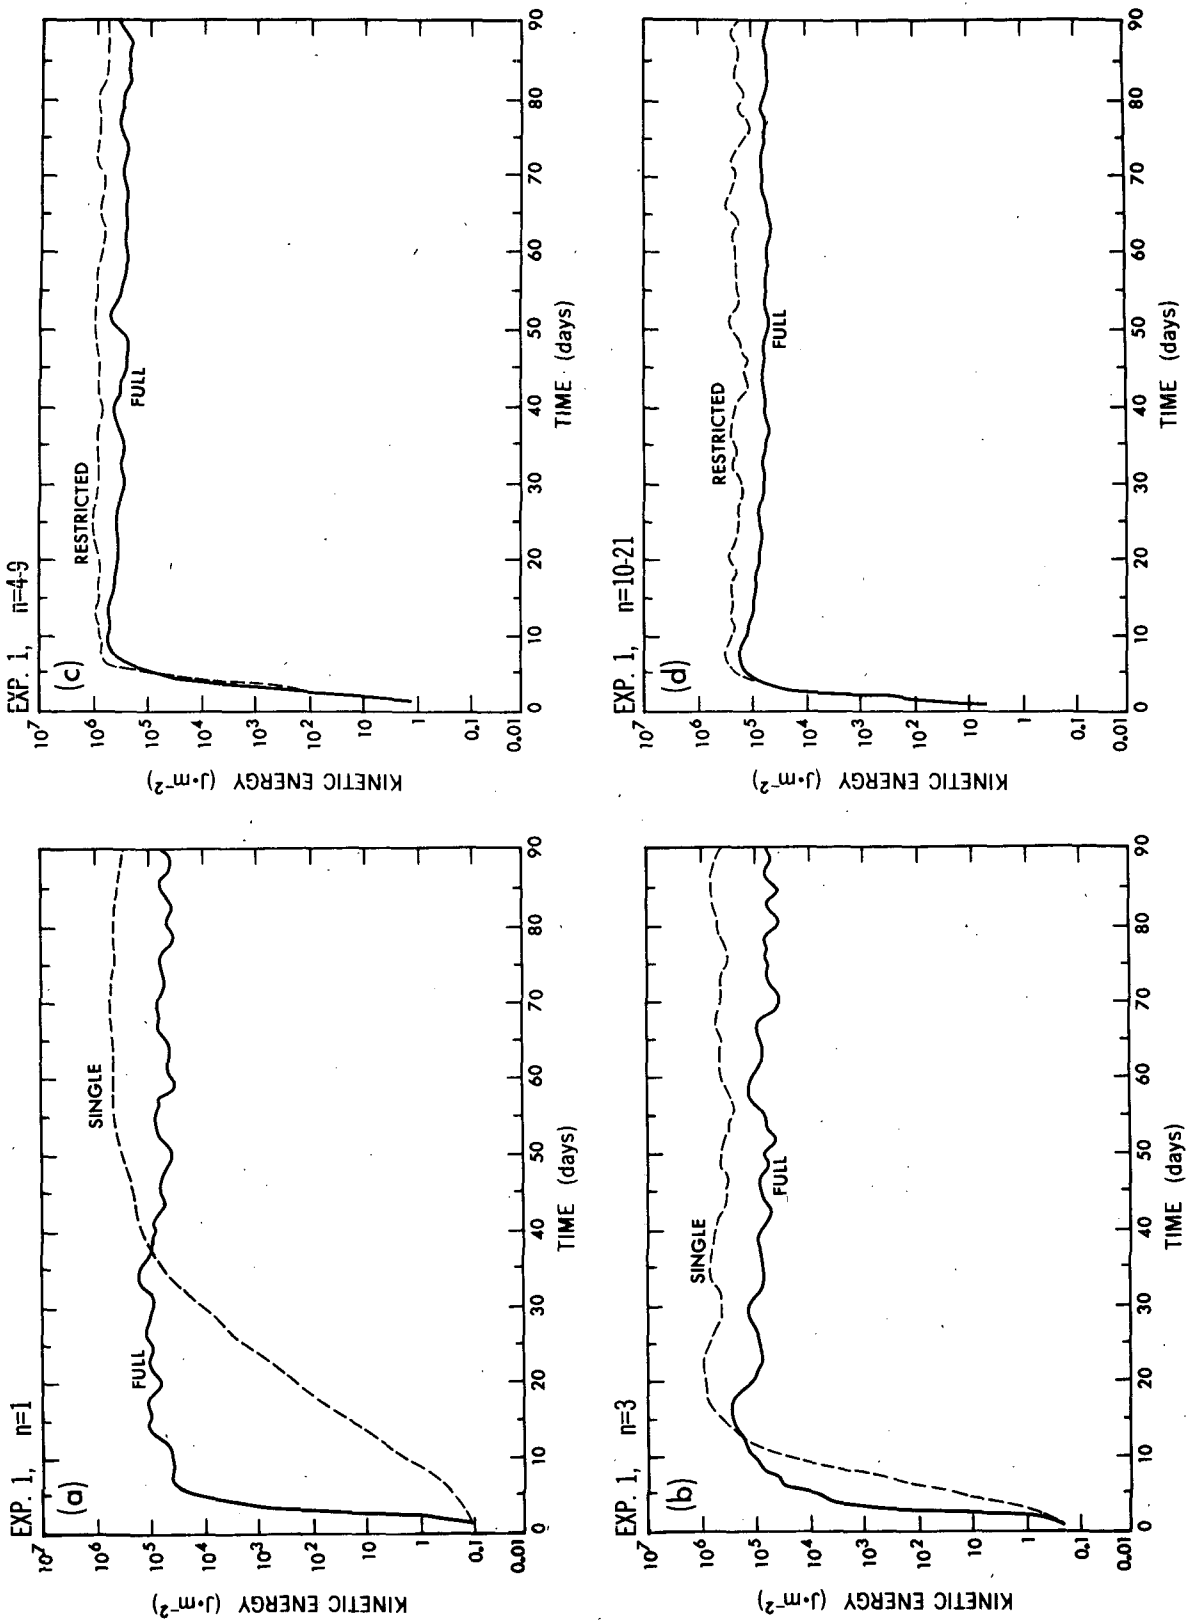 EXP. 1, n=1
(a)
KINETIC ENERGY (J·m⁻²)
10⁷
10⁶
10⁵
10⁴
10³
10²
10
1
0.1
0.01
FULL
SINGLE
0 10 20 30 40 50 60 70 80 90
TIME (days)
EXP. 1, n=3
(b)
KINETIC ENERGY (J·m⁻²)
10⁷
10⁶
10⁵
10⁴
10³
10²
10
1
0.1
0.01
SINGLE
FULL
0 10 20 30 40 50 60 70 80 90
TIME (days)
EXP. 1, n=4-9
(c)
KINETIC ENERGY (J·m⁻²)
10⁷
10⁶
10⁵
10⁴
10³
10²
10
1
0.1
0.01
RESTRICTED
FULL
0 10 20 30 40 50 60 70 80 90
TIME (days)
EXP. 1, n=10-21
(d)
KINETIC ENERGY (J·m⁻²)
10⁷
10⁶
10⁵
10⁴
10³
10²
10
1
0.1
0.01
RESTRICTED
FULL
0 10 20 30 40 50 60 70 80 90
TIME (days)